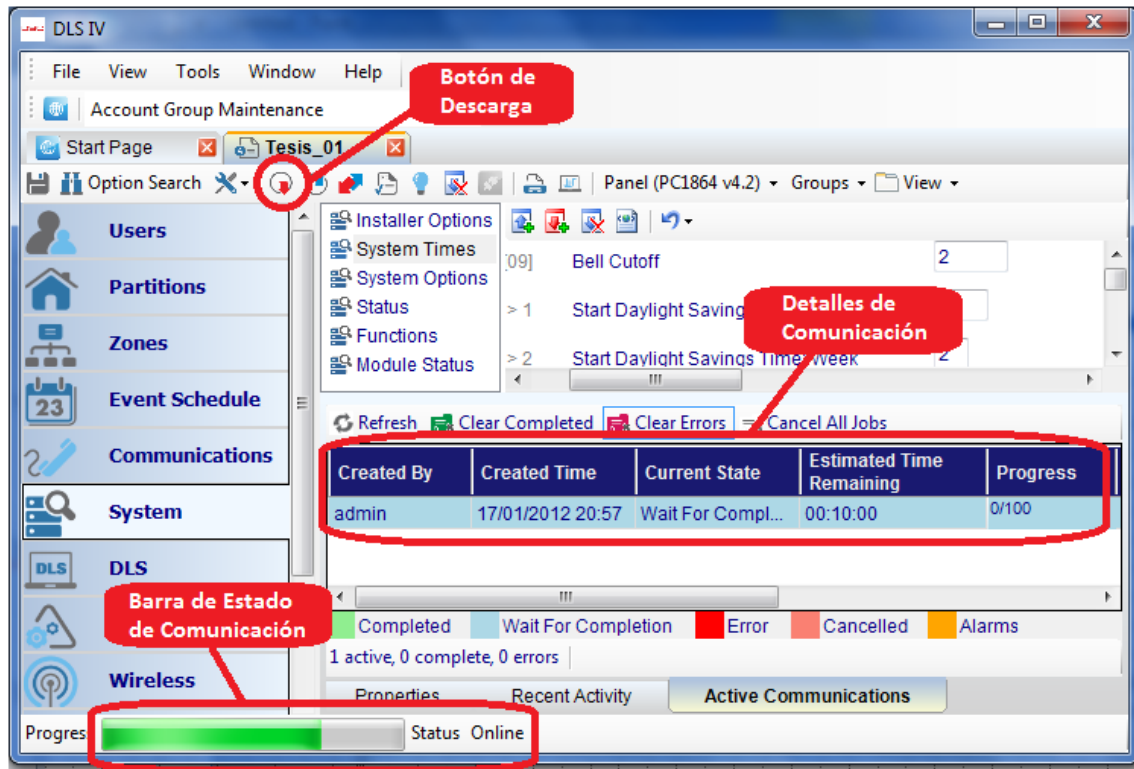 DLS IV
File View Tools Window Help
Botón de
Descarga
Account Group Maintenance
Start Page Tesis_01
Option Search Panel (PC1864 v4.2) Groups View
Users
Partitions
Zones
Event Schedule
23
Communications
System
DLS
DLS
Wireless
Installer Options
System Times
System Options
Status
Functions
Module Status
09] Bell Cutoff 2
> 1 Start Daylight Saving
> 2 Start Daylight Savings Time Week 2
Detalles de
Comunicación
Refresh Clear Completed Clear Errors Cancel All Jobs
Created By Created Time Current State Estimated Time Remaining Progress
admin 17/01/2012 20:57 Wait For Compl... 00:10:00 0/100
Barra de Estado
de Comunicación
Completed Wait For Completion Error Cancelled Alarms
1 active, 0 complete, 0 errors
Properties Recent Activity Active Communications
Progres Status Online